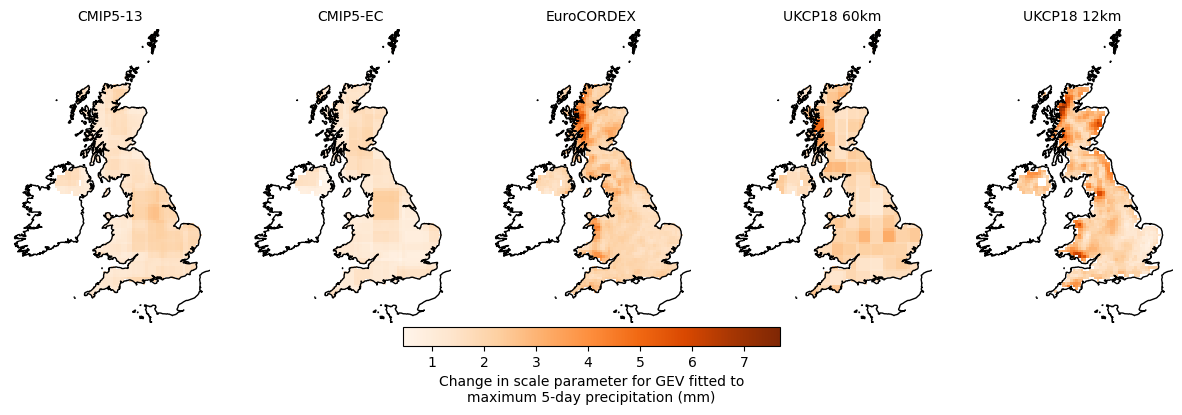 CMIP5-13
CMIP5-EC
EuroCORDEX
UKCP18 60km
UKCP18 12km
1 2 3 4 5 6 7
Change in scale parameter for GEV fitted to
maximum 5-day precipitation (mm)